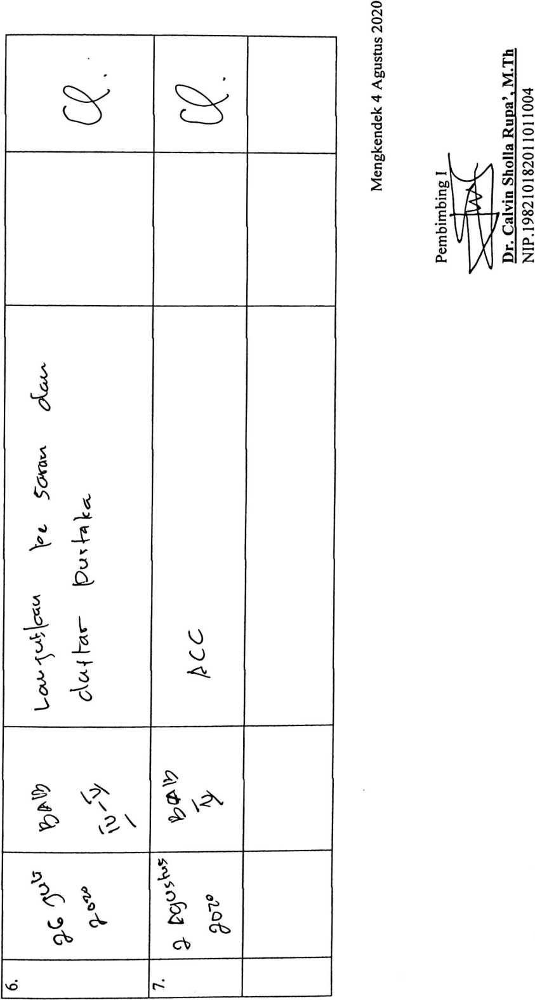 6.
26 Juli
2020
BAB
IV-V
Lanjutkan ke saran dan
daftar pustaka
7.
2 Agustus
2020
BAB
V
ACC
Mengkendek 4 Agustus 2020
Pembimbing I
Dr. Calvin Sholla Rupa', M.Th
NIP.198210182011011004